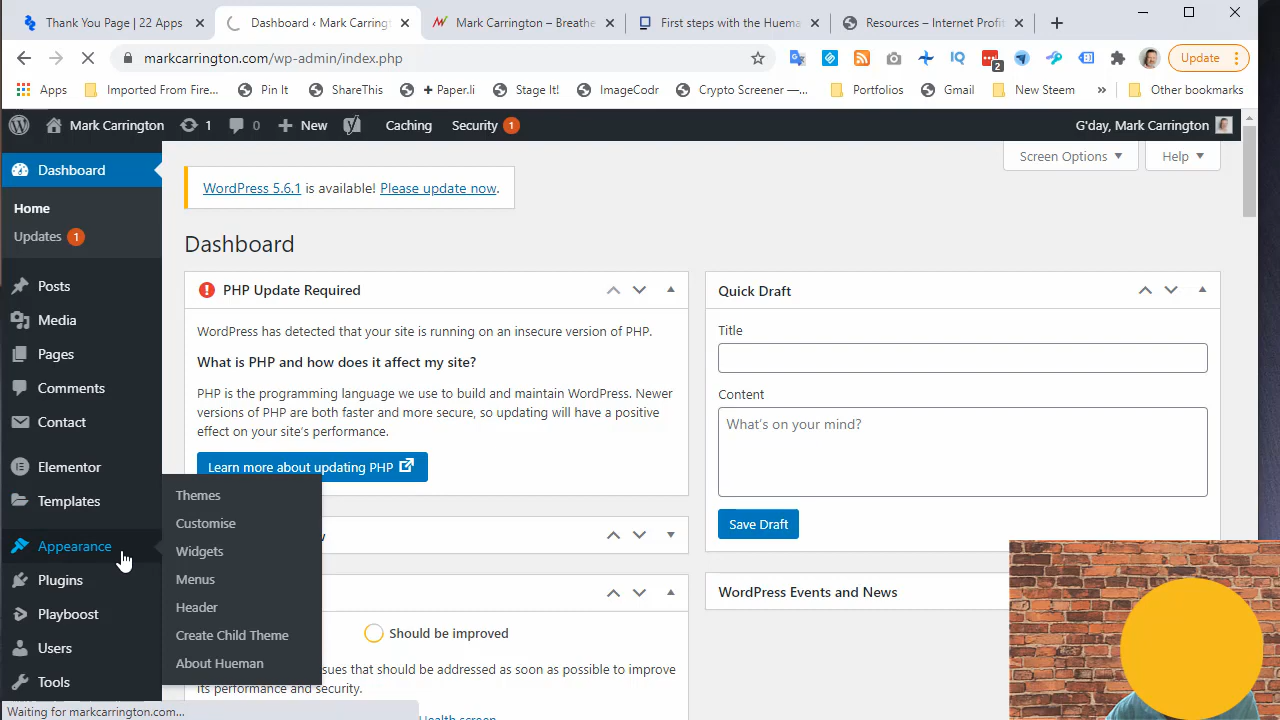 Thank You Page | 22 Apps
Dashboard ‹ Mark Carring
Mark Carrington – Breathe
First steps with the Huema
Resources – Internet Profit
markcarrington.com/wp-admin/index.php
2
Update
Apps
Imported From Fire...
Pin It
ShareThis
+ Paper.li
Stage It!
ImageCodr
Crypto Screener —...
Portfolios
Gmail
New Steem
»
Other bookmarks
Mark Carrington
1
0
New
Caching
Security 1
G'day, Mark Carrington
Dashboard
Home
Updates 1
Posts
Media
Pages
Comments
Contact
Elementor
Templates
Appearance
Plugins
Playboost
Users
Tools
Themes
Customise
Widgets
Menus
Header
Create Child Theme
About Hueman
Screen Options
Help
WordPress 5.6.1 is available! Please update now.
Dashboard
PHP Update Required
WordPress has detected that your site is running on an insecure version of PHP.
What is PHP and how does it affect my site?
PHP is the programming language we use to build and maintain WordPress. Newer
versions of PHP are both faster and more secure, so updating will have a positive
effect on your site's performance.
Learn more about updating PHP
Should be improved
issues that should be addressed as soon as possible to improve
its performance and security.
Health screen
Quick Draft
Title
Content
What's on your mind?
Save Draft
WordPress Events and News
Waiting for markcarrington.com...